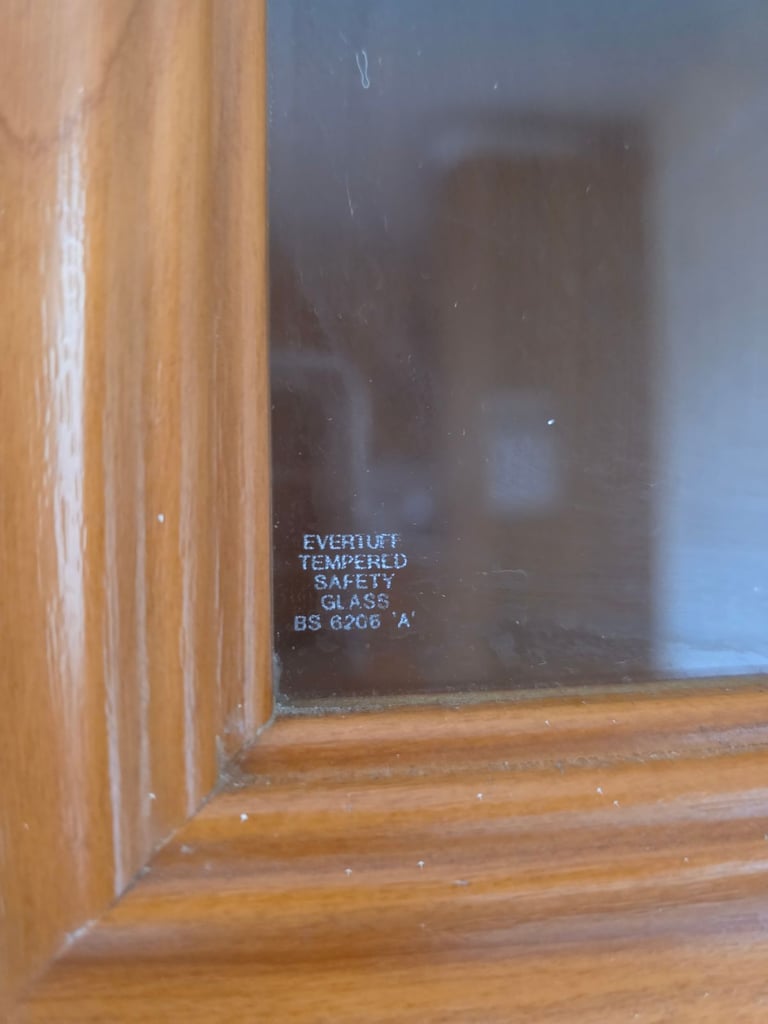 EVERTUFF
TEMPERED
SAFETY
GLASS
BS 6206 'A'